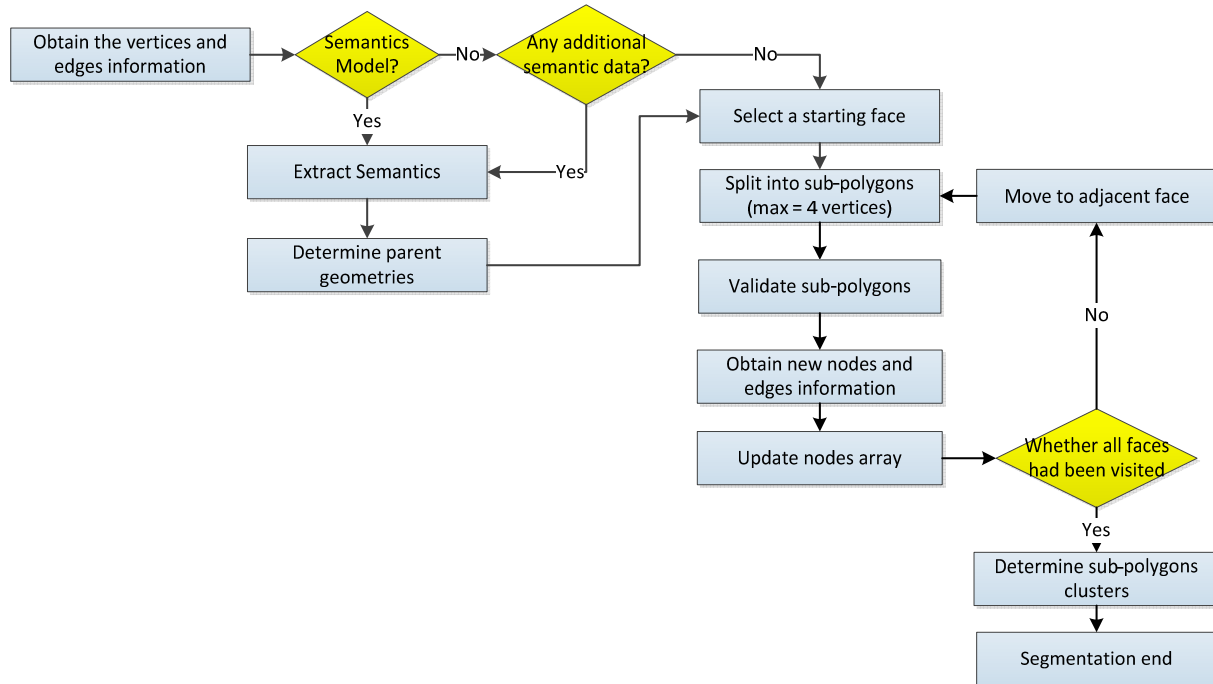 Obtain the vertices and
edges information
Semantics
Model?
No
Any additional
semantic data?
No
Yes
Select a starting face
Extract Semantics
Yes
Split into sub-polygons
(max = 4 vertices)
Move to adjacent face
Determine parent
geometries
Validate sub-polygons
No
Obtain new nodes and
edges information
Update nodes array
Whether all faces
had been visited
Yes
Determine sub-polygons
clusters
Segmentation end